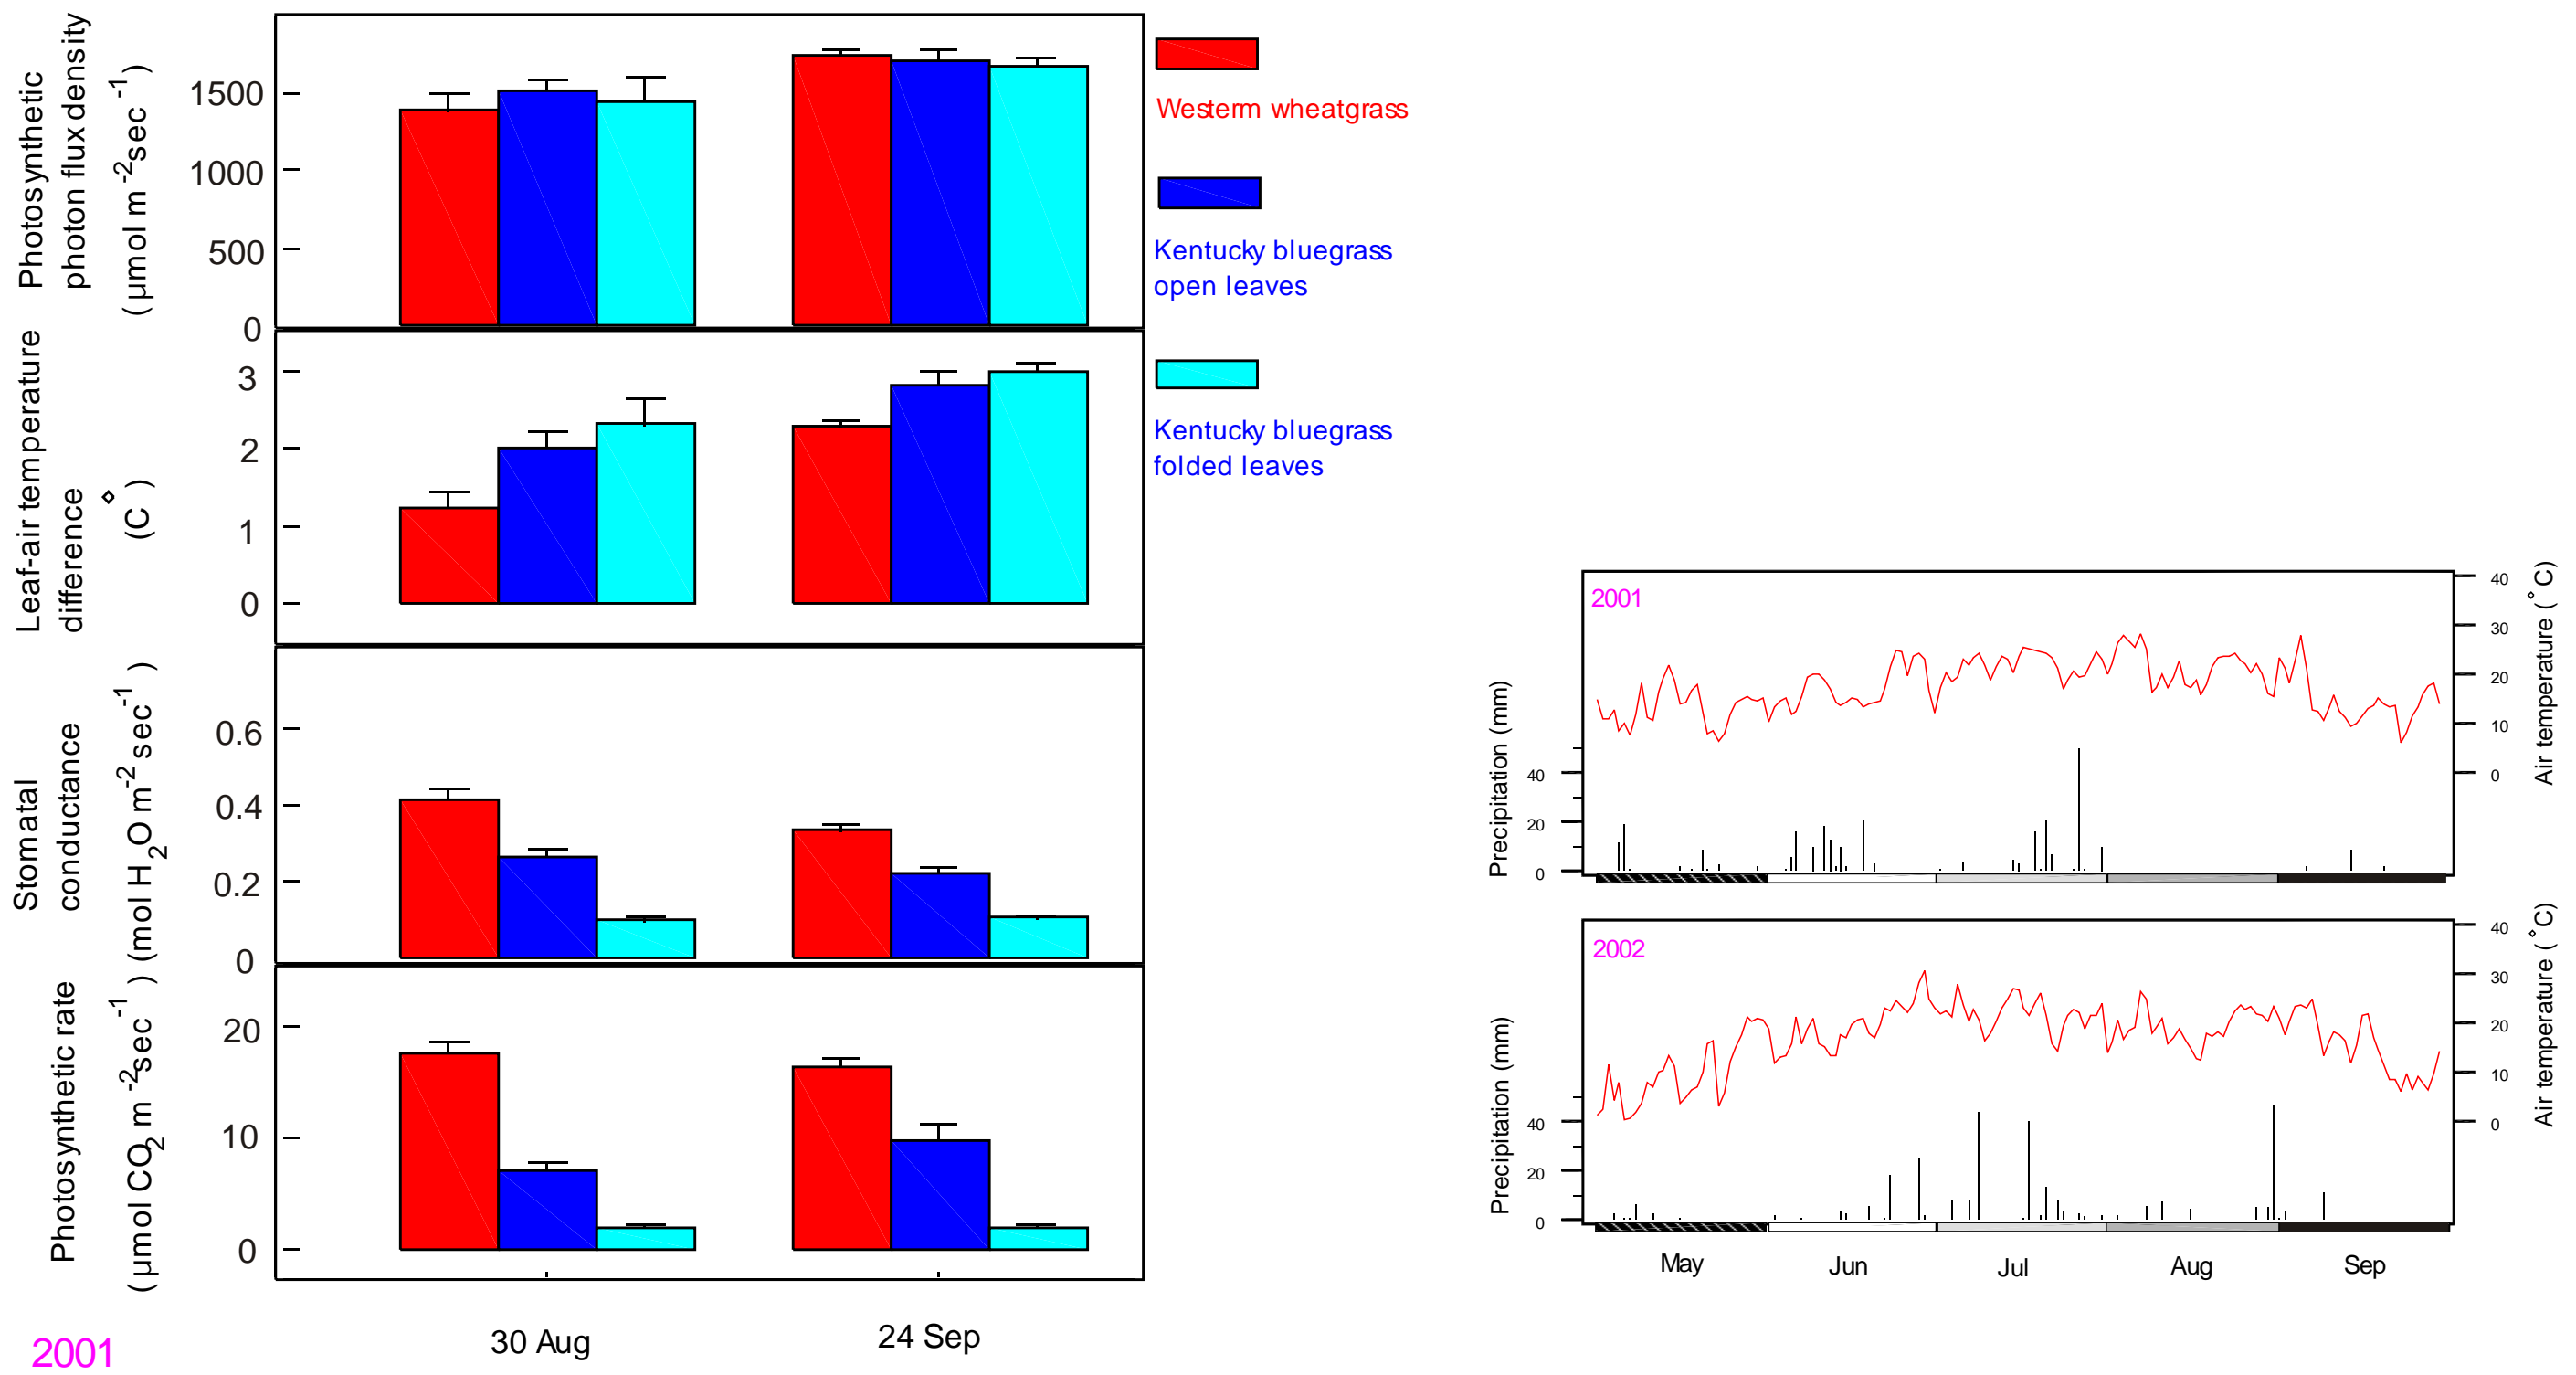 Photosynthetic
photon flux density
(µmol m-2sec-1)
1500
1000
500
0
Leaf-air temperature
difference
(C°)
3
2
1
0
Stomatal
conductance
(mol H2O m-2 sec-1)
0.6
0.4
0.2
0
Photosynthetic rate
(µmol CO2 m-2sec-1)
20
10
0
30 Aug
24 Sep
2001
Westerm wheatgrass
Kentucky bluegrass
open leaves
Kentucky bluegrass
folded leaves
2001
Precipitation (mm)
40
20
0
Air temperature (°C)
40
30
20
10
0
2002
Precipitation (mm)
40
20
0
Air temperature (°C)
40
30
20
10
0
May
Jun
Jul
Aug
Sep